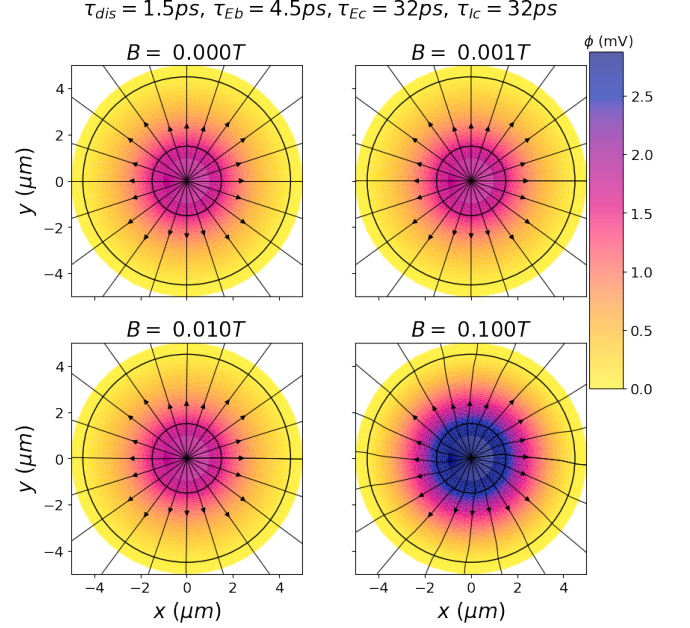 τ_dis = 1.5ps, τ_Eb = 4.5ps, τ_Ec = 32ps, τ_Ic = 32ps
B = 0.000T
B = 0.001T
ϕ (mV)
4
2
0
−2
−4
y (μm)
2.5
2.0
1.5
1.0
0.5
0.0
B = 0.010T
B = 0.100T
4
2
0
−2
−4
y (μm)
−4 −2 0 2 4
−4 −2 0 2 4
x (μm)
x (μm)